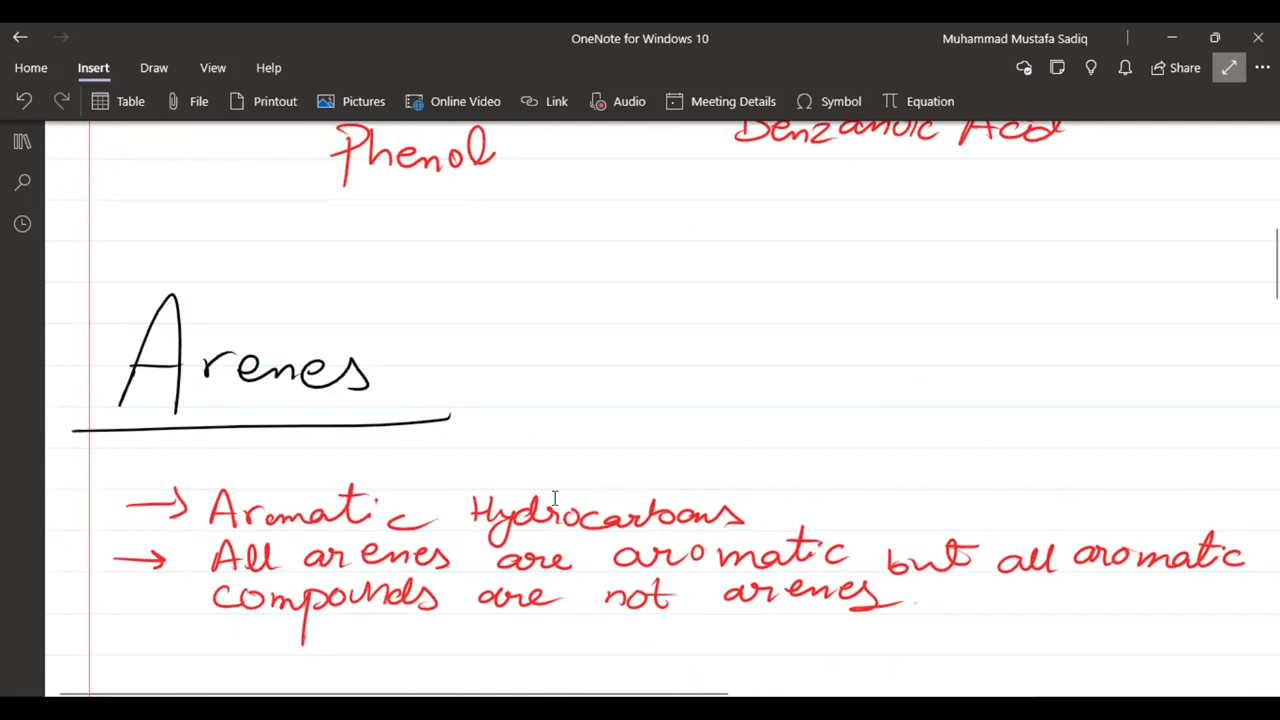 OneNote for Windows 10
Muhammad Mustafa Sadiq
Home Insert Draw View Help
Share
Table File Printout Pictures Online Video Link Audio Meeting Details Symbol Equation
Phenol
Benzanoic Acid
Arenes
→ Aromatic Hydrocarbons
→ All arenes are aromatic but all aromatic
compounds are not arenes.